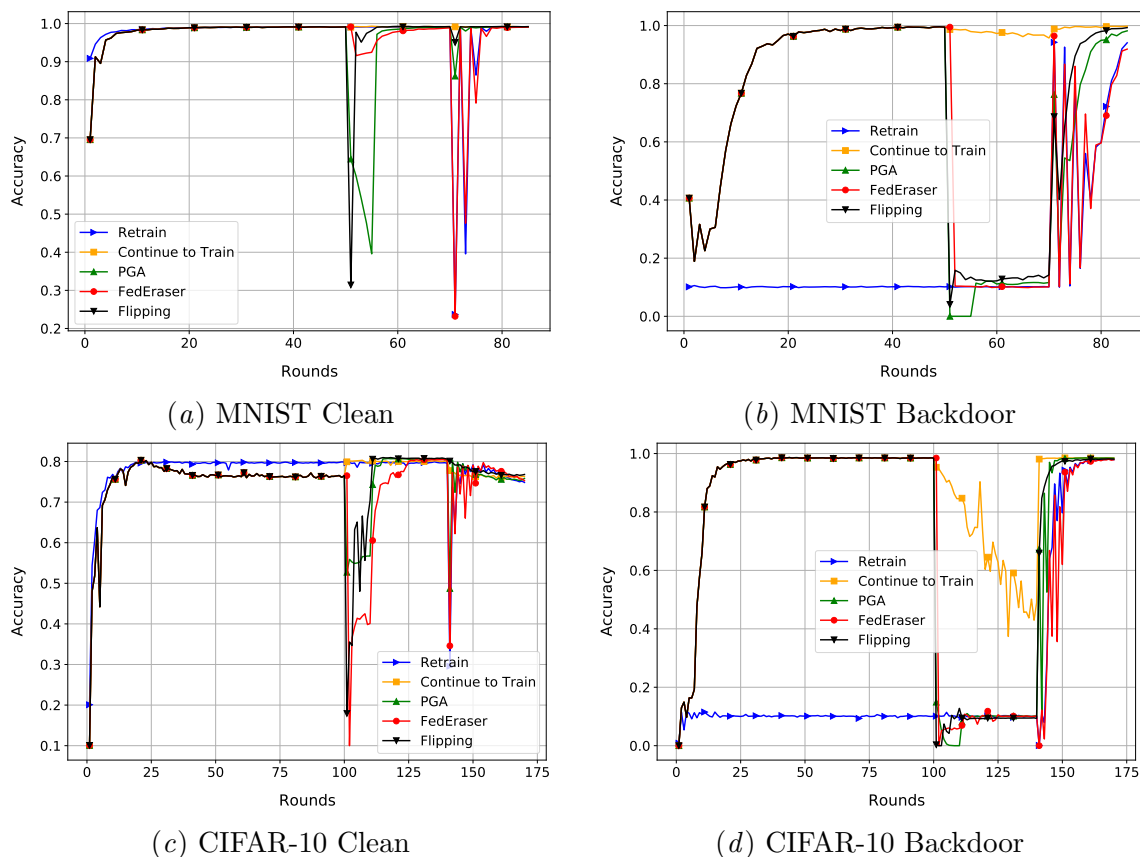 1.0
0.9
0.8
0.7
0.6
0.5
0.4
0.3
0.2
Accuracy
0 20 40 60 80
Rounds
Retrain
Continue to Train
PGA
FedEraser
Flipping
(a) MNIST Clean
1.0
0.8
0.6
0.4
0.2
0.0
Accuracy
0 20 40 60 80
Rounds
Retrain
Continue to Train
PGA
FedEraser
Flipping
(b) MNIST Backdoor
0.8
0.7
0.6
0.5
0.4
0.3
0.2
0.1
Accuracy
0 25 50 75 100 125 150 175
Rounds
Retrain
Continue to Train
PGA
FedEraser
Flipping
(c) CIFAR-10 Clean
1.0
0.8
0.6
0.4
0.2
0.0
Accuracy
0 25 50 75 100 125 150 175
Rounds
Retrain
Continue to Train
PGA
FedEraser
Flipping
(d) CIFAR-10 Backdoor